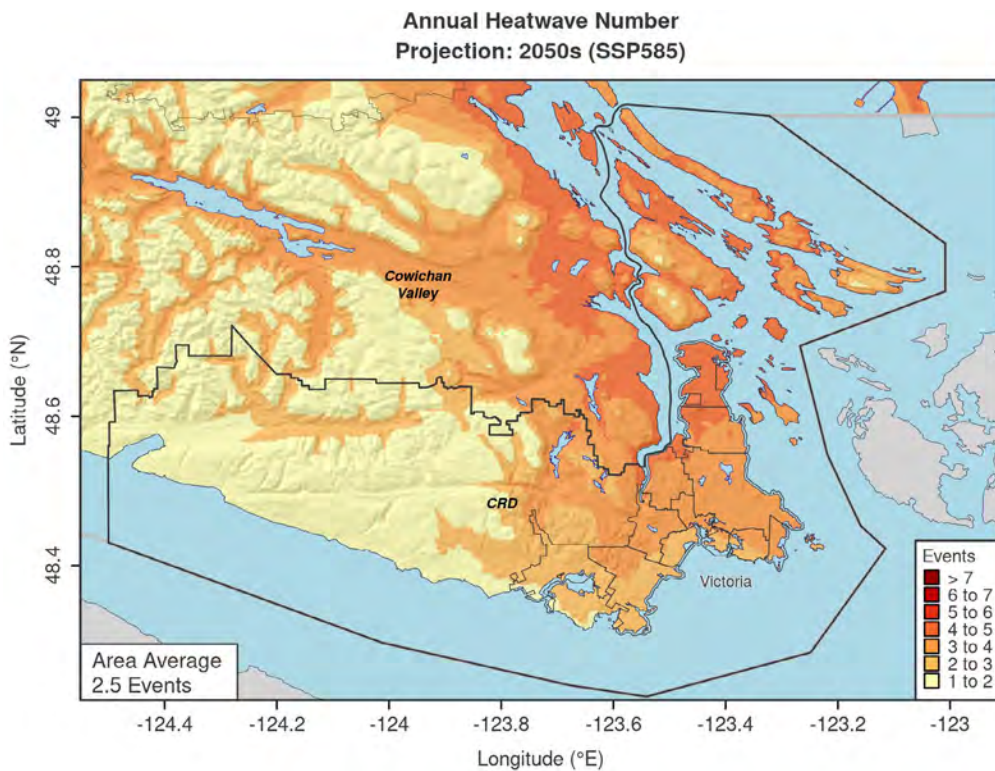 Annual Heatwave Number
Projection: 2050s (SSP585)
49
48.8
48.6
48.4
Latitude (°N)
Cowichan
Valley
CRD
Victoria
Events
> 7
6 to 7
5 to 6
4 to 5
3 to 4
2 to 3
1 to 2
Area Average
2.5 Events
-124.4
-124.2
-124
-123.8
-123.6
-123.4
-123.2
-123
Longitude (°E)